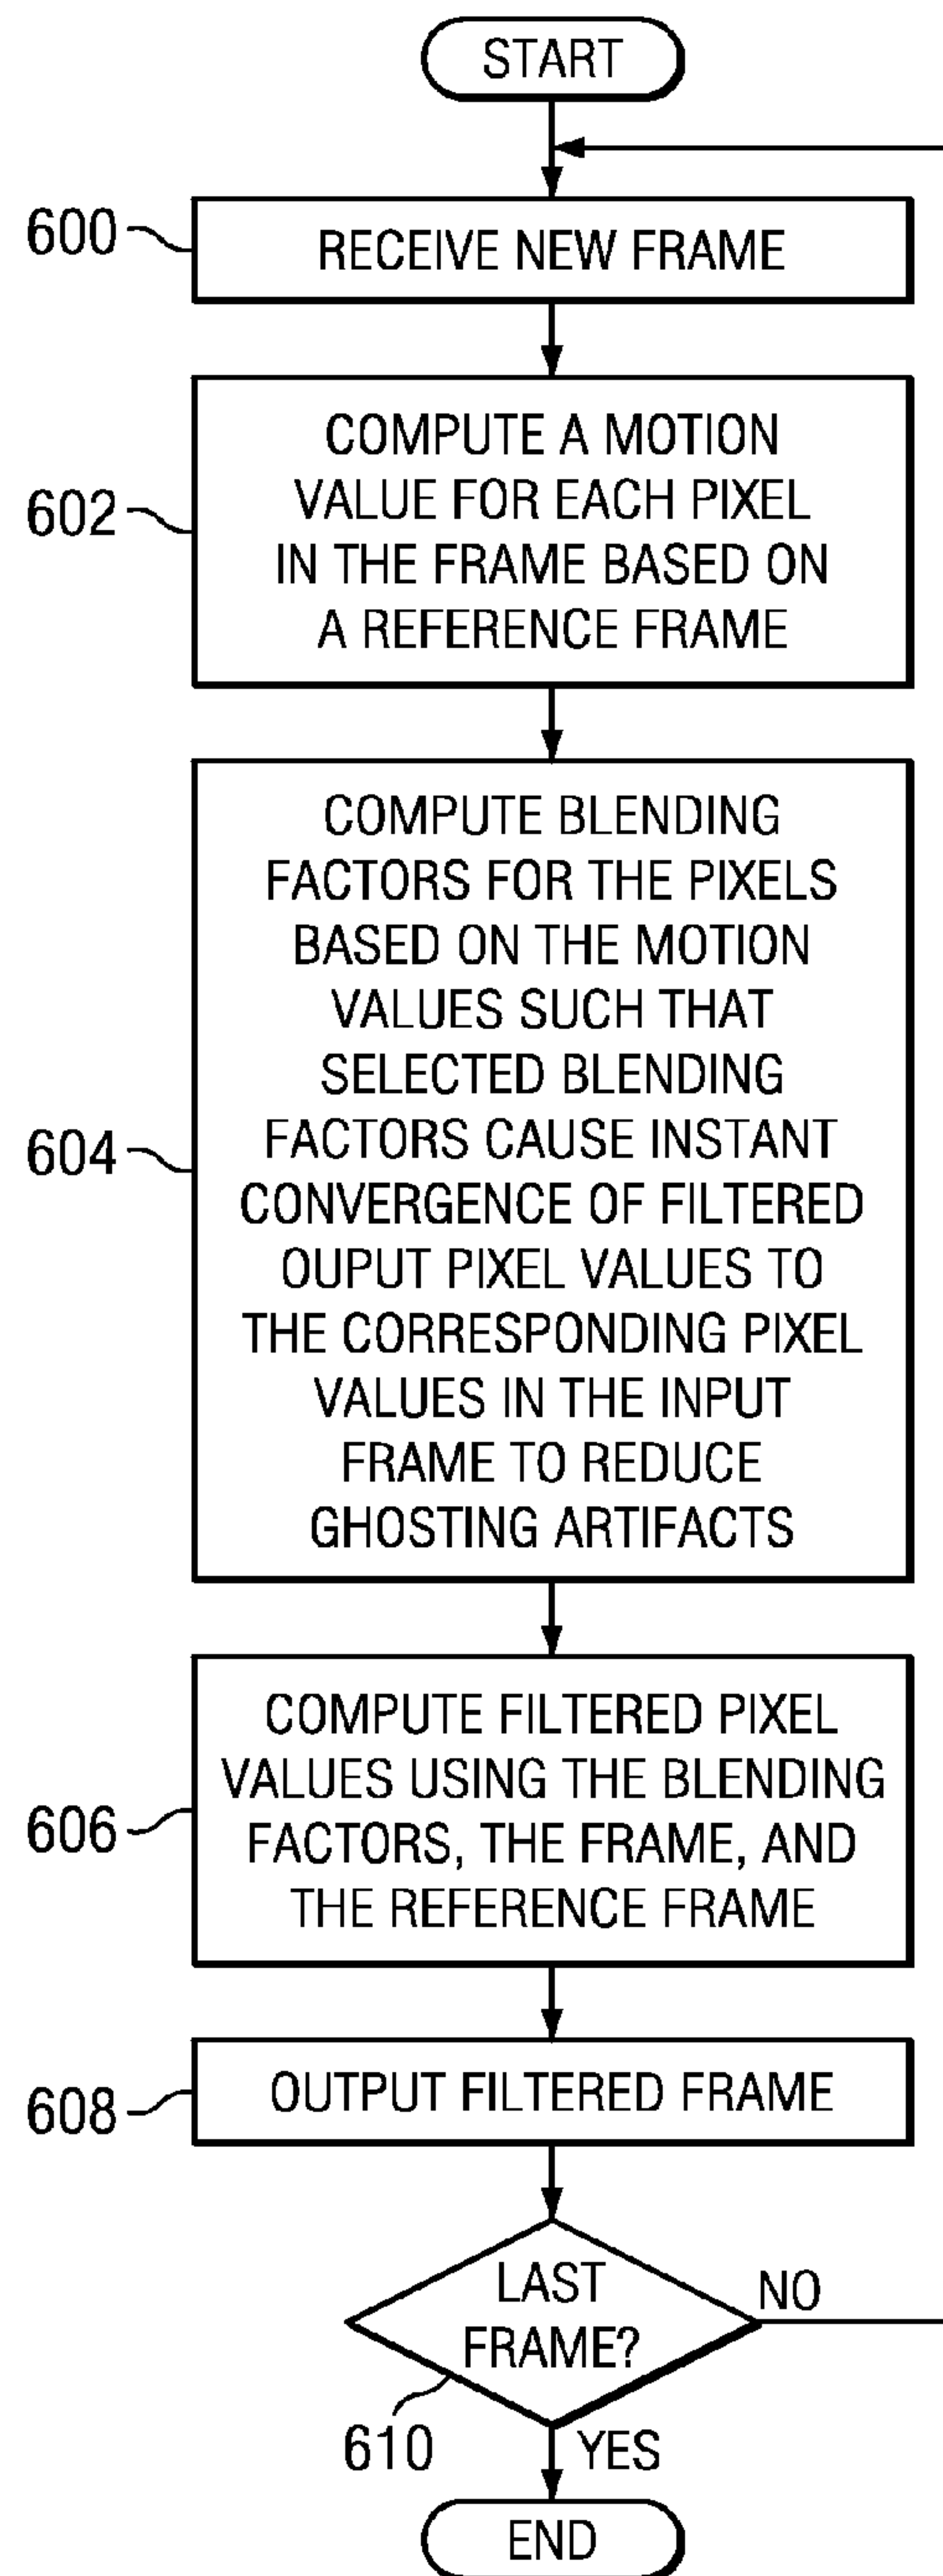 START
600
RECEIVE NEW FRAME
602
COMPUTE A MOTION
VALUE FOR EACH PIXEL
IN THE FRAME BASED ON
A REFERENCE FRAME
604
COMPUTE BLENDING
FACTORS FOR THE PIXELS
BASED ON THE MOTION
VALUES SUCH THAT
SELECTED BLENDING
FACTORS CAUSE INSTANT
CONVERGENCE OF FILTERED
OUPUT PIXEL VALUES TO
THE CORRESPONDING PIXEL
VALUES IN THE INPUT
FRAME TO REDUCE
GHOSTING ARTIFACTS
606
COMPUTE FILTERED PIXEL
VALUES USING THE BLENDING
FACTORS, THE FRAME, AND
THE REFERENCE FRAME
608
OUTPUT FILTERED FRAME
LAST
FRAME?
NO
610
YES
END